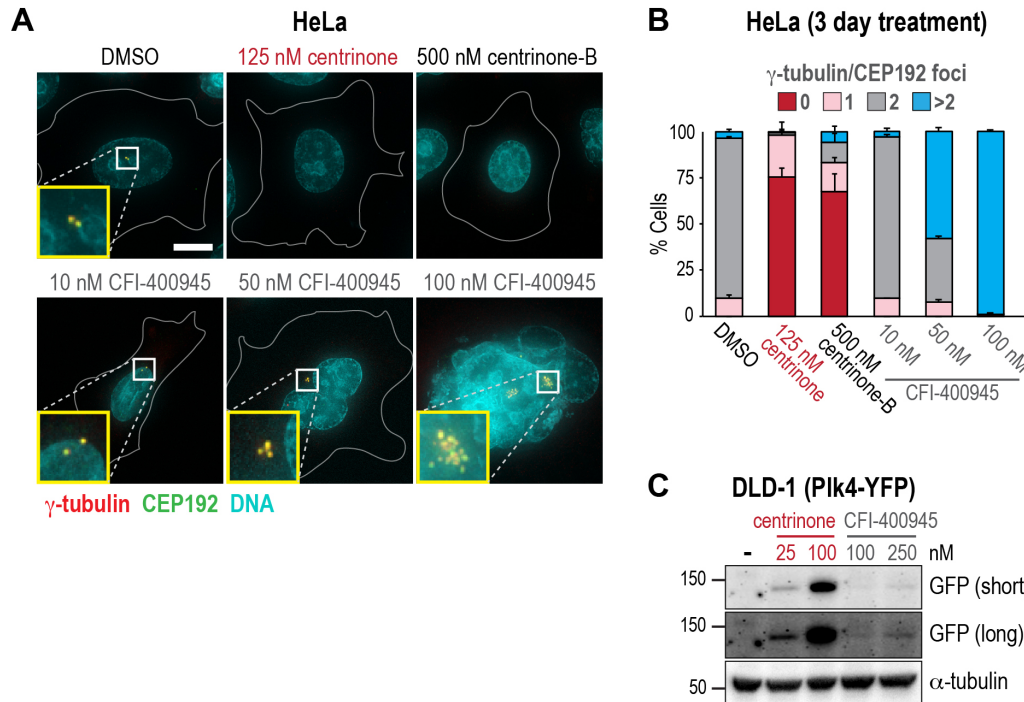 A
HeLa
DMSO
125 nM centrinone
500 nM centrinone-B
10 nM CFI-400945
50 nM CFI-400945
100 nM CFI-400945
γ-tubulin CEP192 DNA
B
HeLa (3 day treatment)
γ-tubulin/CEP192 foci
0 1 2 >2
% Cells
100
75
50
25
0
DMSO
125 nM
centrinone
500 nM
centrinone-B
10 nM
50 nM
100 nM
CFI-400945
C
DLD-1 (Plk4-YFP)
centrinone CFI-400945
- 25 100 100 250 nM
150 GFP (short
150 GFP (long)
50 α-tubulin